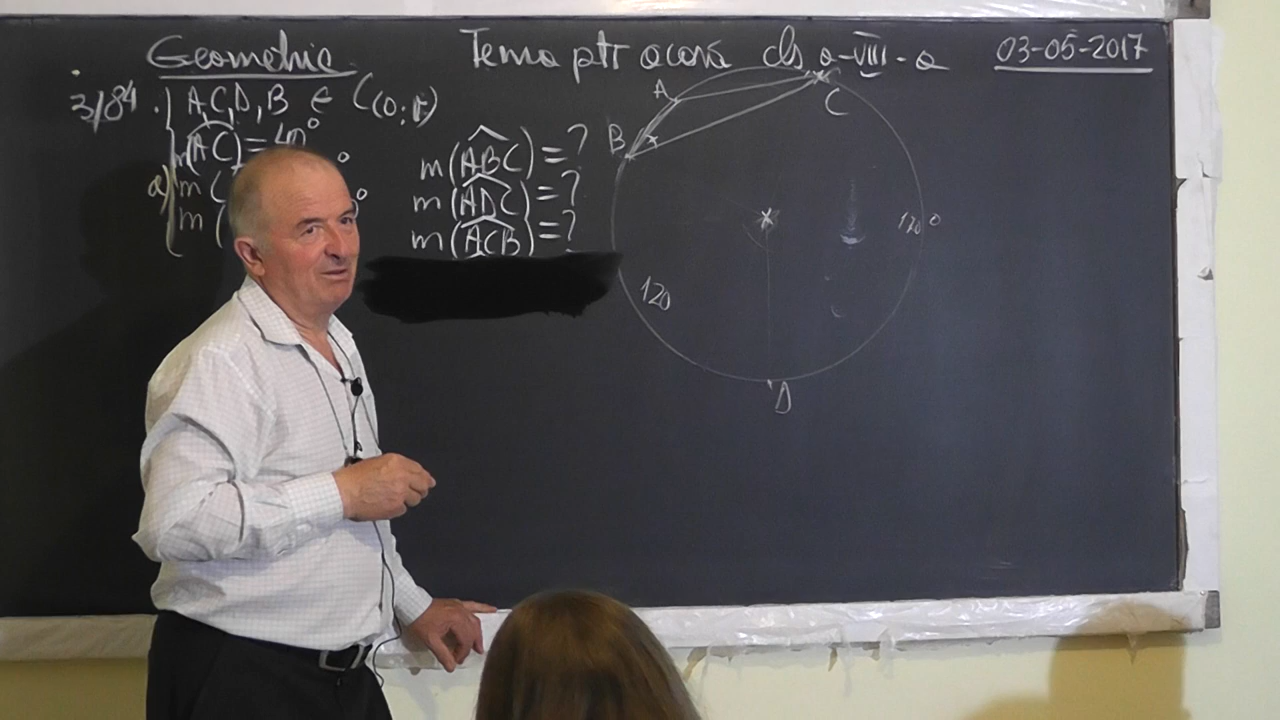 Geometrie
Tema ptr acasă cls a-VIII-a
03-05-2017
3/84. A,C,D,B ∈ C(O;r)
m(AC)=40°
a) m( °
m( °
m(ABC)=?
m(ADC)=?
m(ACB)=?
A
B
C
120°
120
D